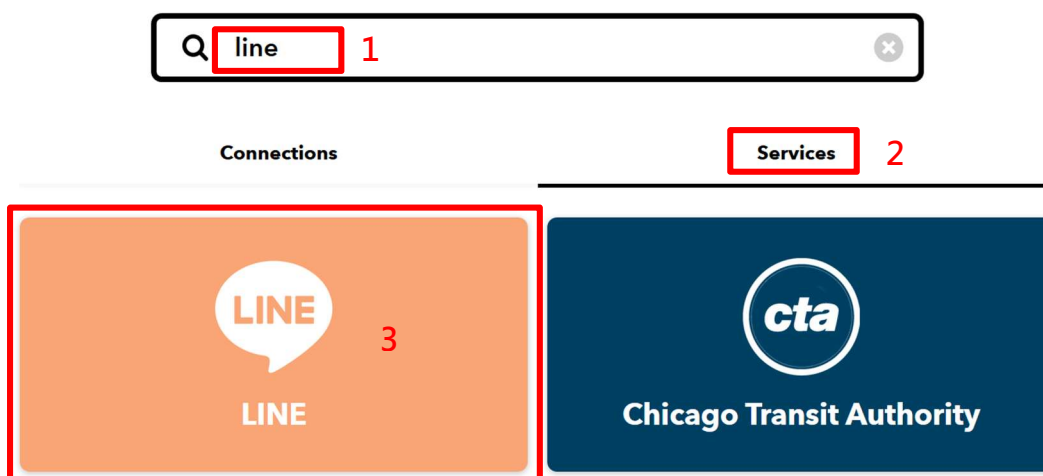 line 1
Connections Services 2
LINE 3
cta
LINE Chicago Transit Authority